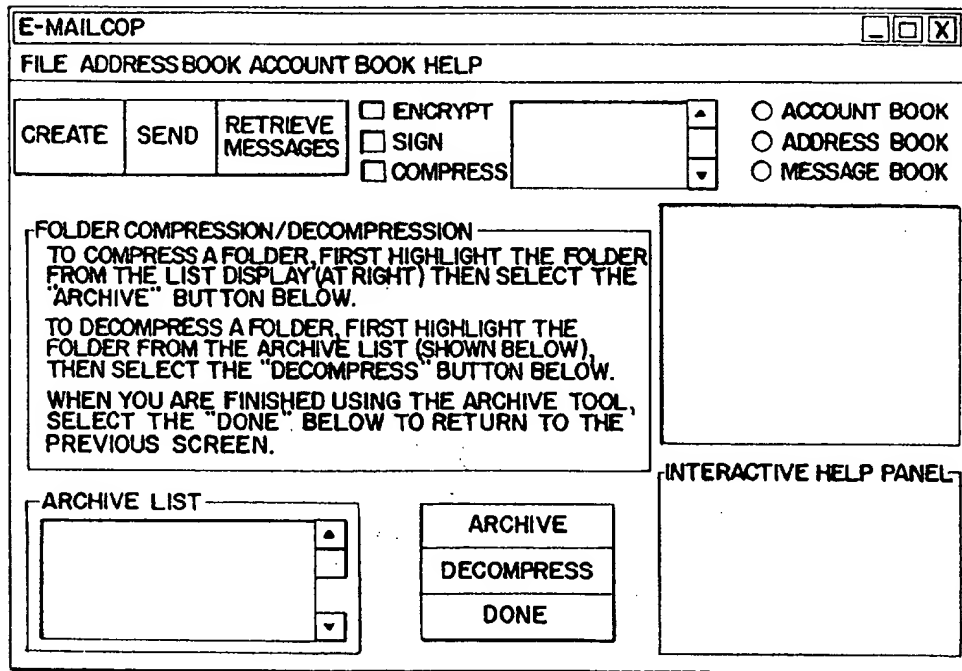 E-MAILCOP
FILE ADDRESS BOOK ACCOUNT BOOK HELP
CREATE
SEND
RETRIEVE
MESSAGES
ENCRYPT
SIGN
COMPRESS
ACCOUNT BOOK
ADDRESS BOOK
MESSAGE BOOK
FOLDER COMPRESSION/DECOMPRESSION
TO COMPRESS A FOLDER, FIRST HIGHLIGHT THE FOLDER
FROM THE LIST DISPLAY (AT RIGHT) THEN SELECT THE
"ARCHIVE" BUTTON BELOW.
TO DECOMPRESS A FOLDER, FIRST HIGHLIGHT THE
FOLDER FROM THE ARCHIVE LIST (SHOWN BELOW),
THEN SELECT THE "DECOMPRESS" BUTTON BELOW.
WHEN YOU ARE FINISHED USING THE ARCHIVE TOOL,
SELECT THE "DONE" BELOW TO RETURN TO THE
PREVIOUS SCREEN.
INTERACTIVE HELP PANEL
ARCHIVE LIST
ARCHIVE
DECOMPRESS
DONE